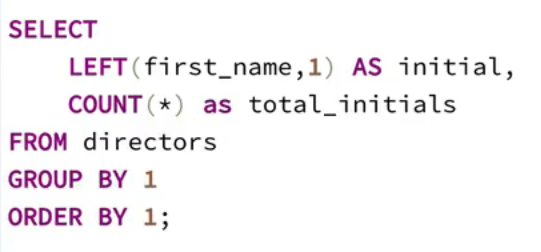 SELECT
    LEFT(first_name,1) AS initial,
    COUNT(*) as total_initials
FROM directors
GROUP BY 1
ORDER BY 1;